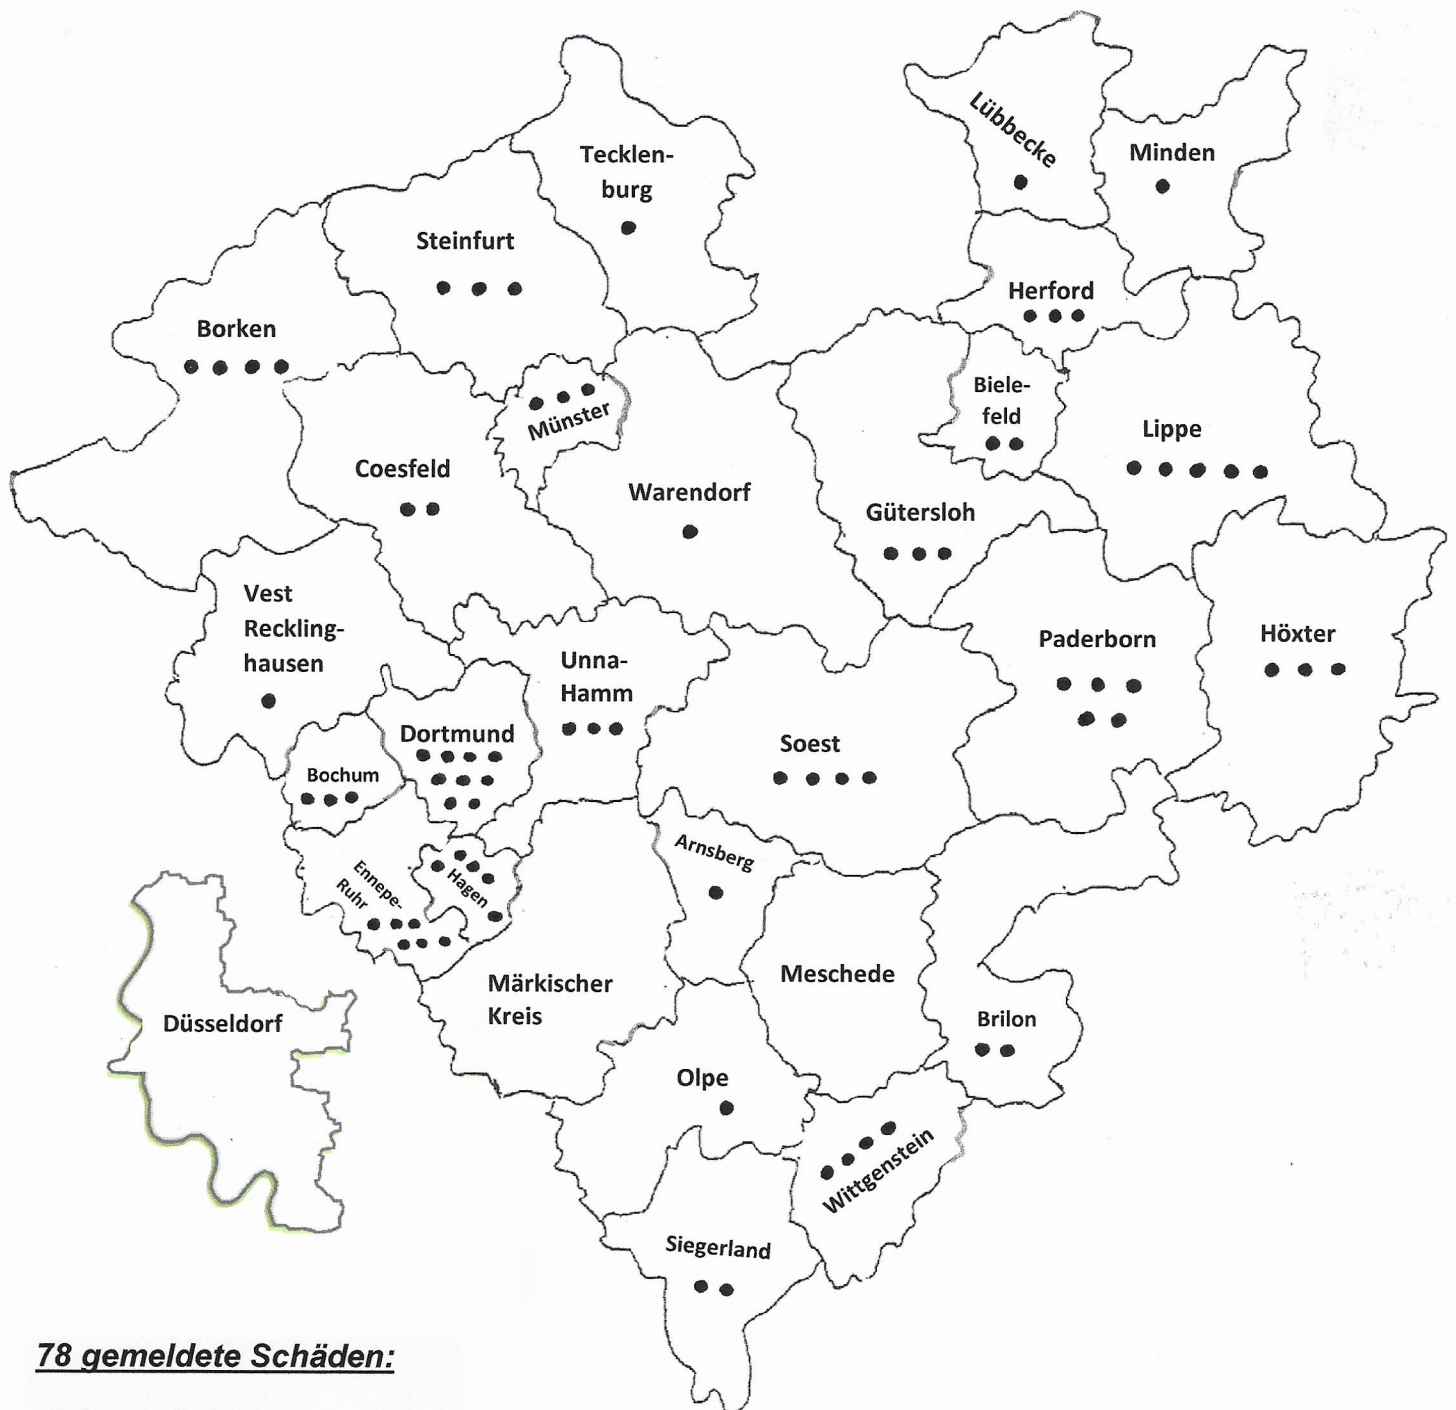 Lübbecke
Tecklen-
burg
Minden
Steinfurt
Herford
Borken
Biele-
feld
Münster
Lippe
Coesfeld
Warendorf
Gütersloh
Vest
Reckling-
hausen
Unna-
Hamm
Paderborn
Höxter
Dortmund
Soest
Bochum
Arnsberg
Ennepe-
Ruhr
Hagen
Märkischer
Kreis
Meschede
Düsseldorf
Brilon
Olpe
Wittgenstein
Siegerland
78 gemeldete Schäden: